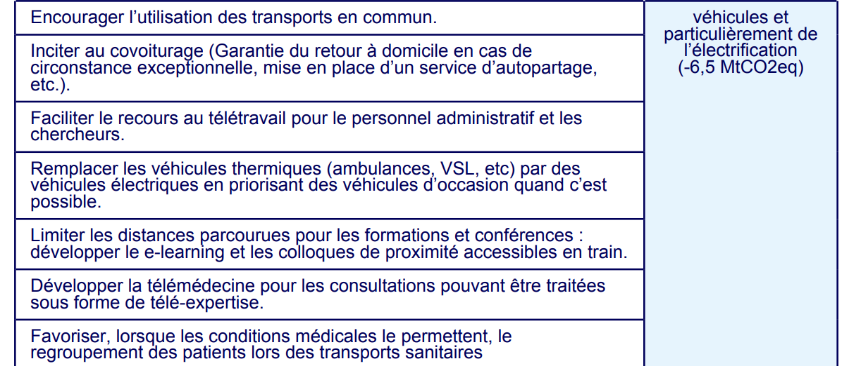 Encourager l’utilisation des transports en commun.
Inciter au covoiturage (Garantie du retour à domicile en cas de
circonstance exceptionnelle, mise en place d’un service d’autopartage,
etc.).
Faciliter le recours au télétravail pour le personnel administratif et les
chercheurs.
Remplacer les véhicules thermiques (ambulances, VSL, etc) par des
véhicules électriques en priorisant des véhicules d’occasion quand c’est
possible.
Limiter les distances parcourues pour les formations et conférences :
développer le e-learning et les colloques de proximité accessibles en train.
Développer la télémédecine pour les consultations pouvant être traitées
sous forme de télé-expertise.
Favoriser, lorsque les conditions médicales le permettent, le
regroupement des patients lors des transports sanitaires
véhicules et
particulièrement de
l’électrification
(-6,5 MtCO2eq)